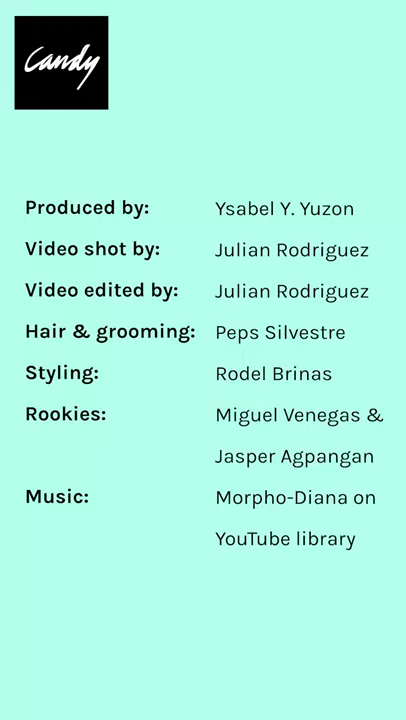 Candy
Produced by: Ysabel Y. Yuzon
Video shot by: Julian Rodriguez
Video edited by: Julian Rodriguez
Hair & grooming: Peps Silvestre
Styling: Rodel Brinas
Rookies: Miguel Venegas &
Jasper Agpangan
Music: Morpho-Diana on
YouTube library